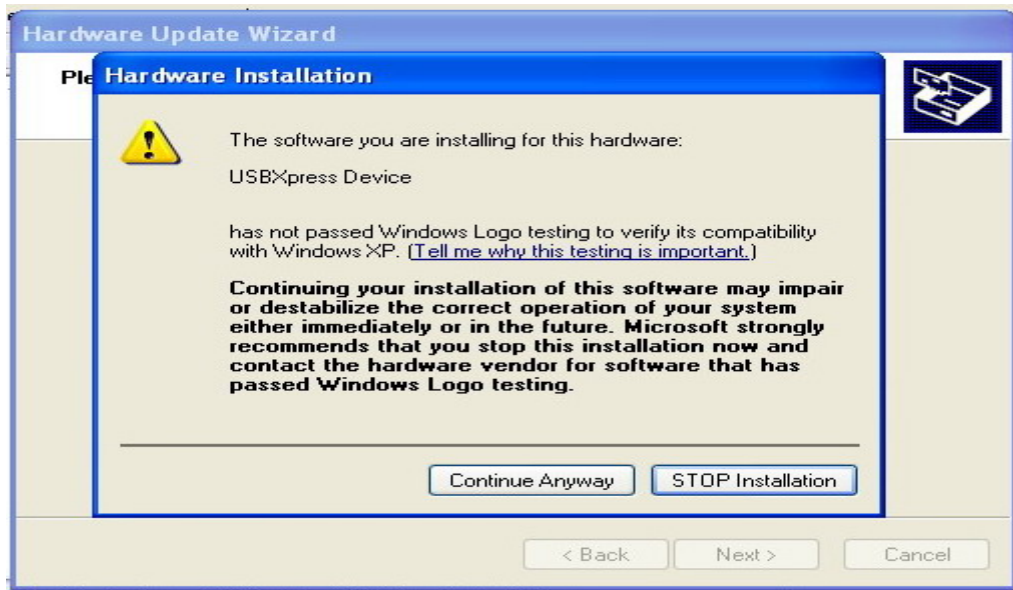 Hardware Update Wizard
Ple
Hardware Installation
The software you are installing for this hardware:
USBXpress Device
has not passed Windows Logo testing to verify its compatibility
with Windows XP. (Tell me why this testing is important.)
Continuing your installation of this software may impair
or destabilize the correct operation of your system
either immediately or in the future. Microsoft strongly
recommends that you stop this installation now and
contact the hardware vendor for software that has
passed Windows Logo testing.
Continue Anyway
STOP Installation
< Back
Next >
Cancel